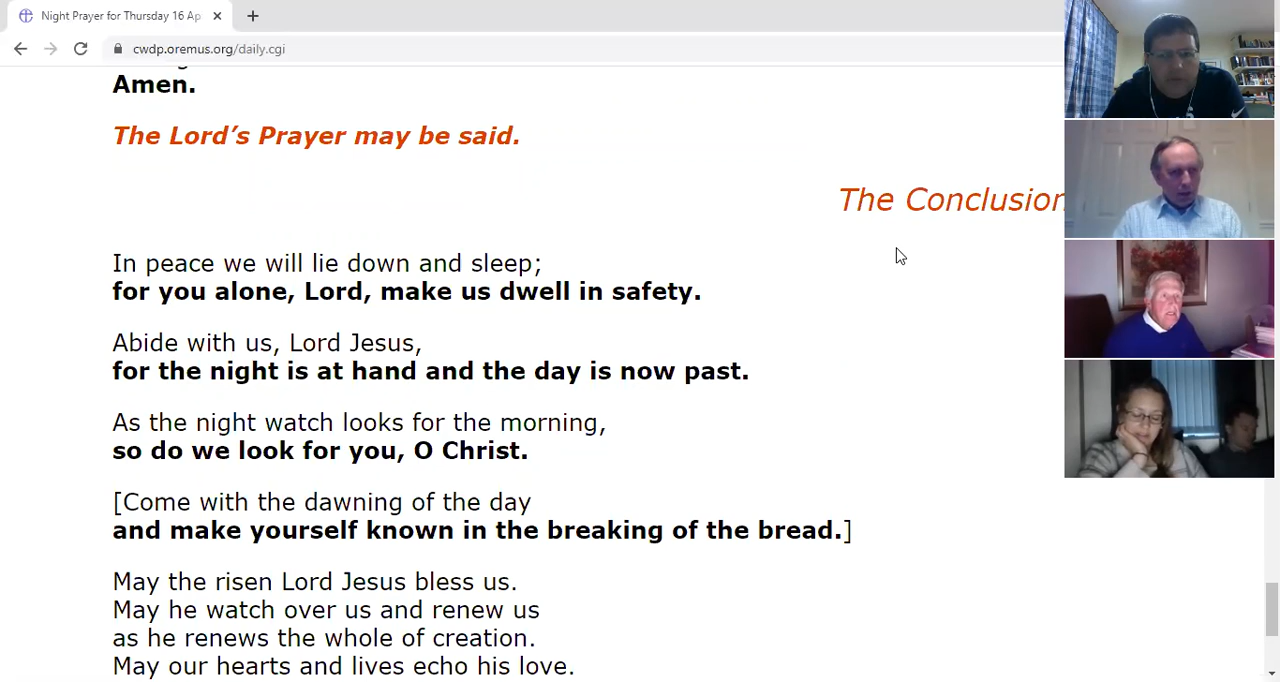 Night Prayer for Thursday 16 Ap
cwdp.oremus.org/daily.cgi
Amen.
The Lord’s Prayer may be said.
The Conclusion
In peace we will lie down and sleep;
for you alone, Lord, make us dwell in safety.
Abide with us, Lord Jesus,
for the night is at hand and the day is now past.
As the night watch looks for the morning,
so do we look for you, O Christ.
[Come with the dawning of the day
and make yourself known in the breaking of the bread.]
May the risen Lord Jesus bless us.
May he watch over us and renew us
as he renews the whole of creation.
May our hearts and lives echo his love.